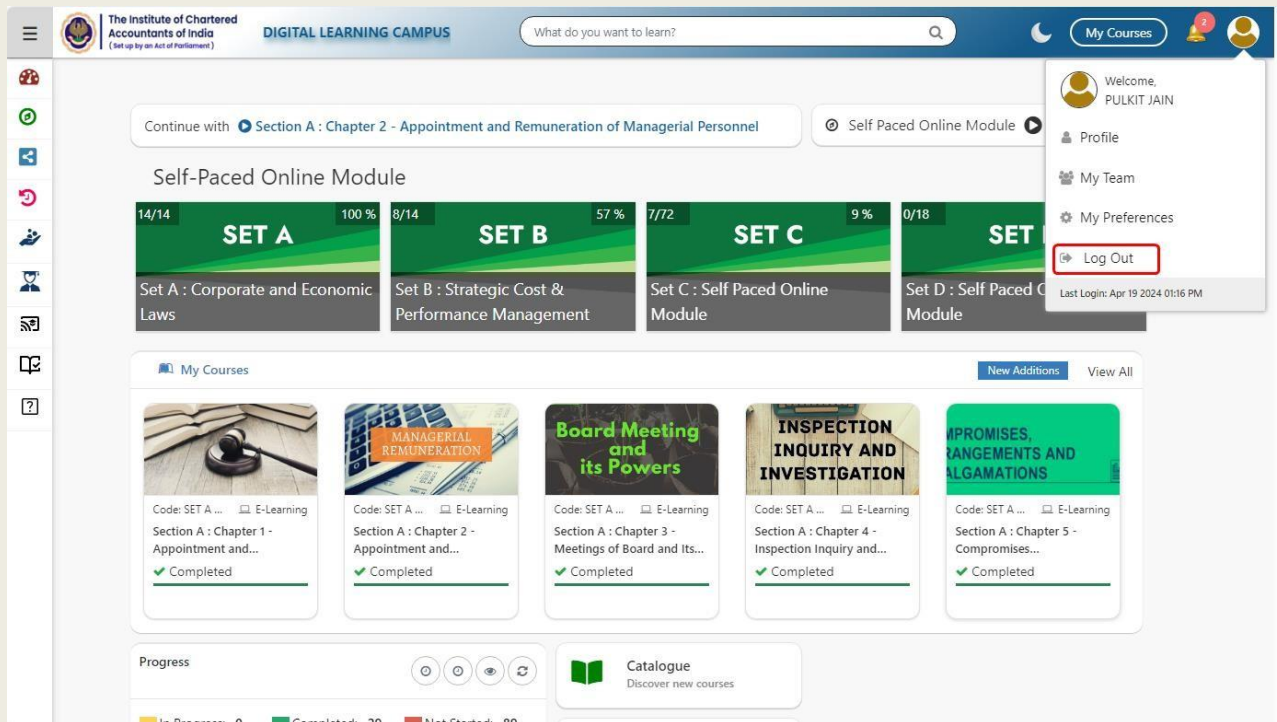 The Institute of Chartered
Accountants of India
(Set up by an Act of Parliament)
DIGITAL LEARNING CAMPUS
What do you want to learn?
My Courses
2
Welcome,
PULKIT JAIN
Profile
My Team
My Preferences
Log Out
Last Login: Apr 19 2024 01:16 PM
Continue with Section A : Chapter 2 - Appointment and Remuneration of Managerial Personnel
Self Paced Online Module
Self-Paced Online Module
14/14 100 %
SET A
Set A : Corporate and Economic
Laws
8/14 57 %
SET B
Set B : Strategic Cost &
Performance Management
7/72 9 %
SET C
Set C : Self Paced Online
Module
0/18
SET
Set D : Self Paced
Module
My Courses
New Additions
View All
MANAGERIAL
REMUNERATION
Board Meeting
and
its Powers
INSPECTION
INQUIRY AND
INVESTIGATION
MPROMISES,
RANGEMENTS AND
ALGAMATIONS
Code: SET A ... E-Learning
Section A : Chapter 1 -
Appointment and...
Completed
Code: SET A ... E-Learning
Section A : Chapter 2 -
Appointment and...
Completed
Code: SET A ... E-Learning
Section A : Chapter 3 -
Meetings of Board and Its...
Completed
Code: SET A ... E-Learning
Section A : Chapter 4 -
Inspection Inquiry and...
Completed
Code: SET A ... E-Learning
Section A : Chapter 5 -
Compromises...
Completed
Progress
Catalogue
Discover new courses